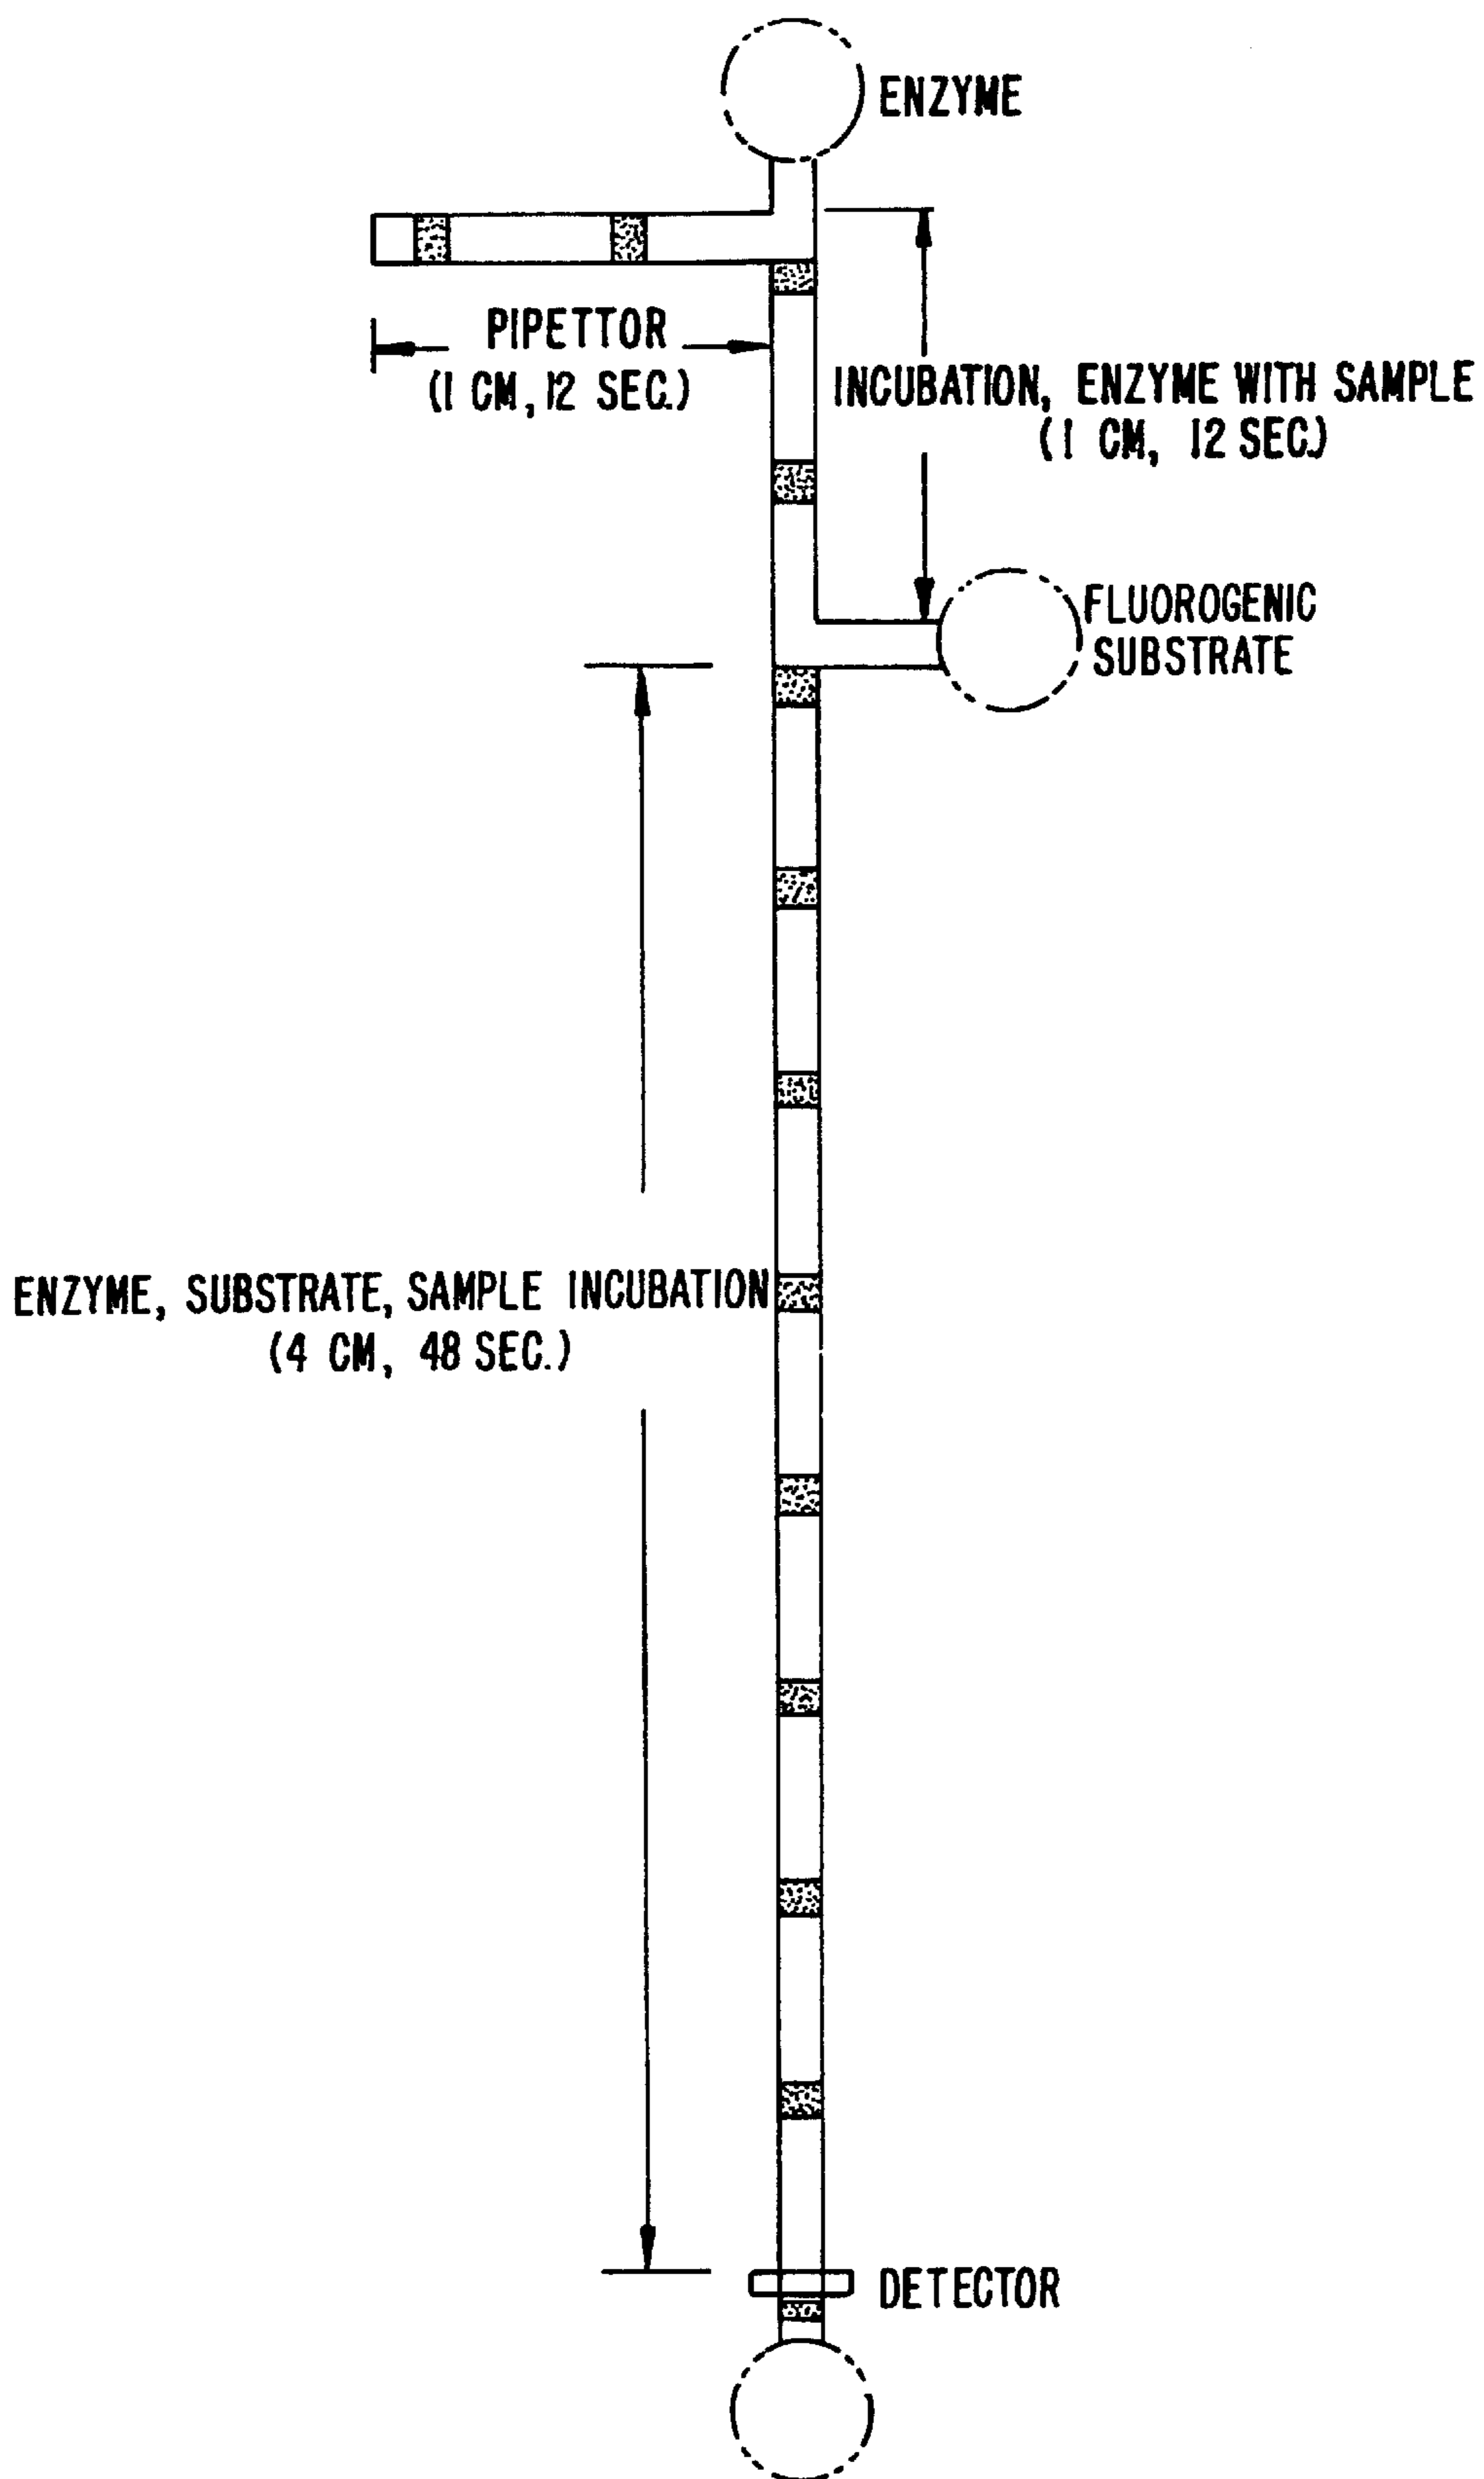 ENZYME
PIPETTOR
(1 CM, 12 SEC.)
INCUBATION, ENZYME WITH SAMPLE
(1 CM, 12 SEC.)
FLUOROGENIC
SUBSTRATE
ENZYME, SUBSTRATE, SAMPLE INCUBATION
(4 CM, 48 SEC.)
DETECTOR